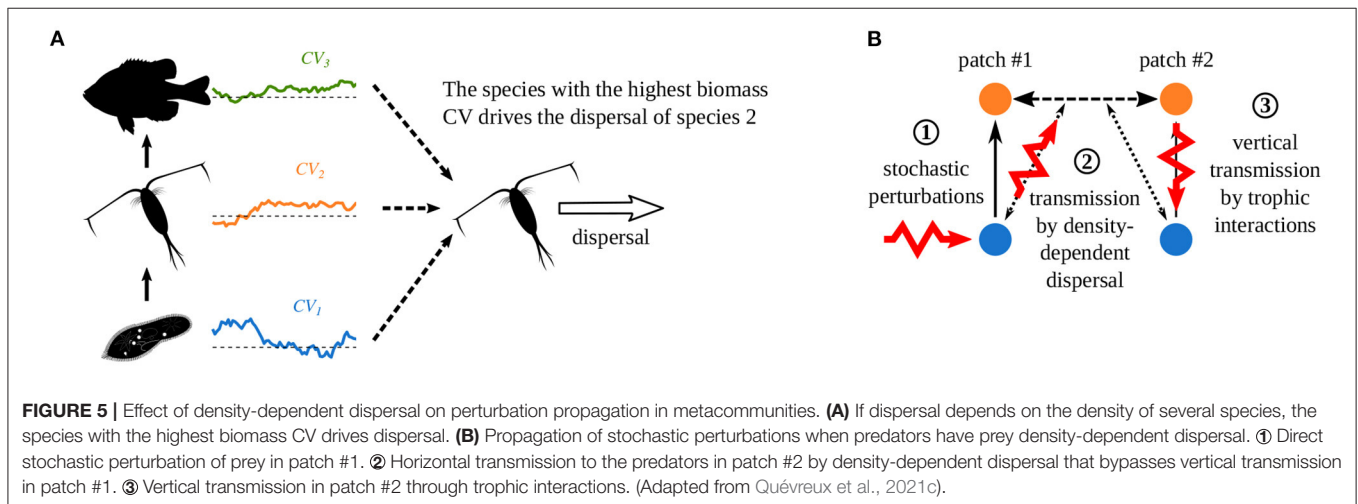 A
CV3
CV2
CV1
The species with the highest biomass
CV drives the dispersal of species 2
dispersal
B
patch #1
patch #2
①
stochastic
perturbations
②
transmission
by density-
dependent
dispersal
③
vertical
transmission
by trophic
interactions
FIGURE 5 | Effect of density-dependent dispersal on perturbation propagation in metacommunities. (A) If dispersal depends on the density of several species, the
species with the highest biomass CV drives dispersal. (B) Propagation of stochastic perturbations when predators have prey density-dependent dispersal. ① Direct
stochastic perturbation of prey in patch #1. ② Horizontal transmission to the predators in patch #2 by density-dependent dispersal that bypasses vertical transmission
in patch #1. ③ Vertical transmission in patch #2 through trophic interactions. (Adapted from Quévreux et al., 2021c).